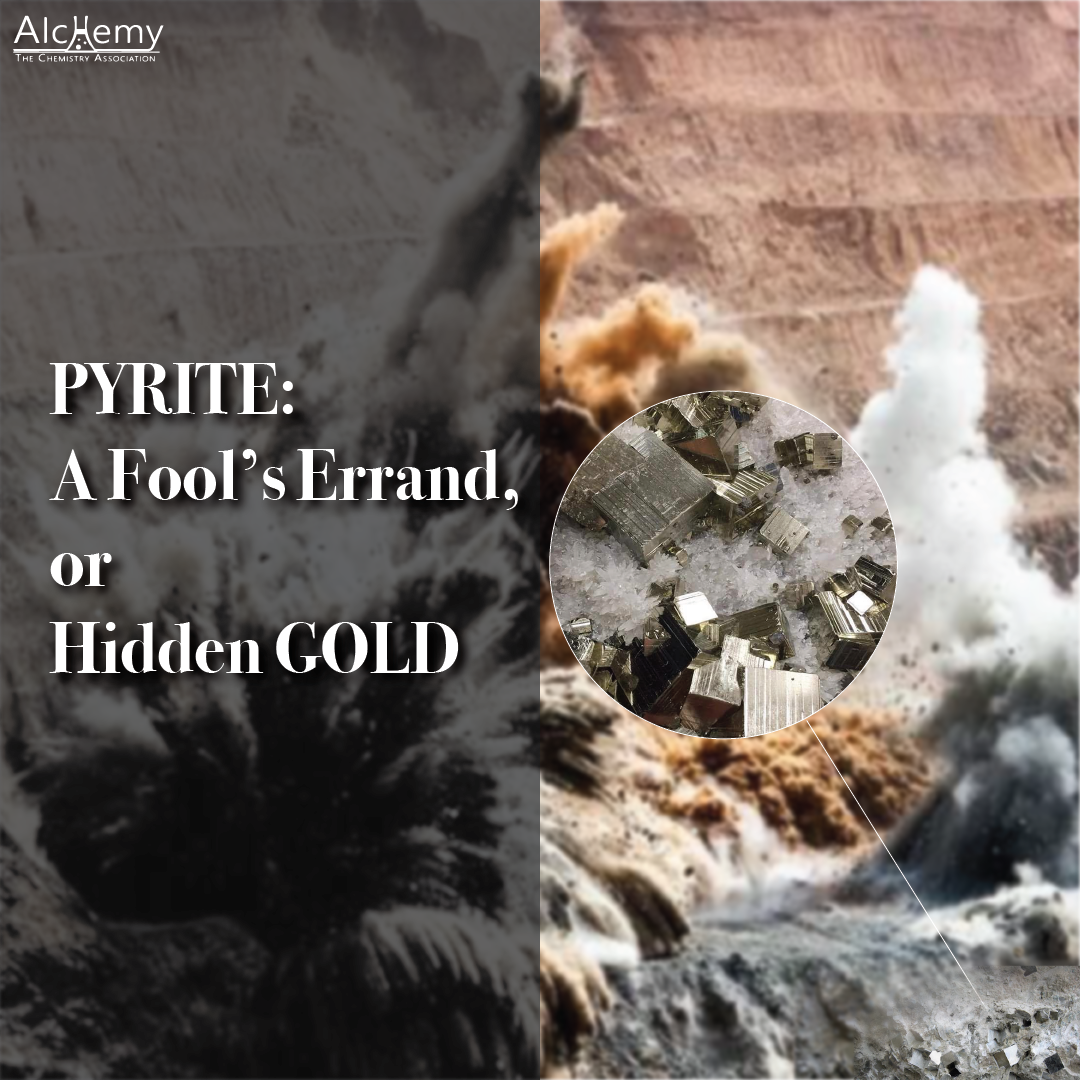 AlcHemy
The Chemistry Association
PYRITE:
A Fool's Errand,
or
Hidden GOLD